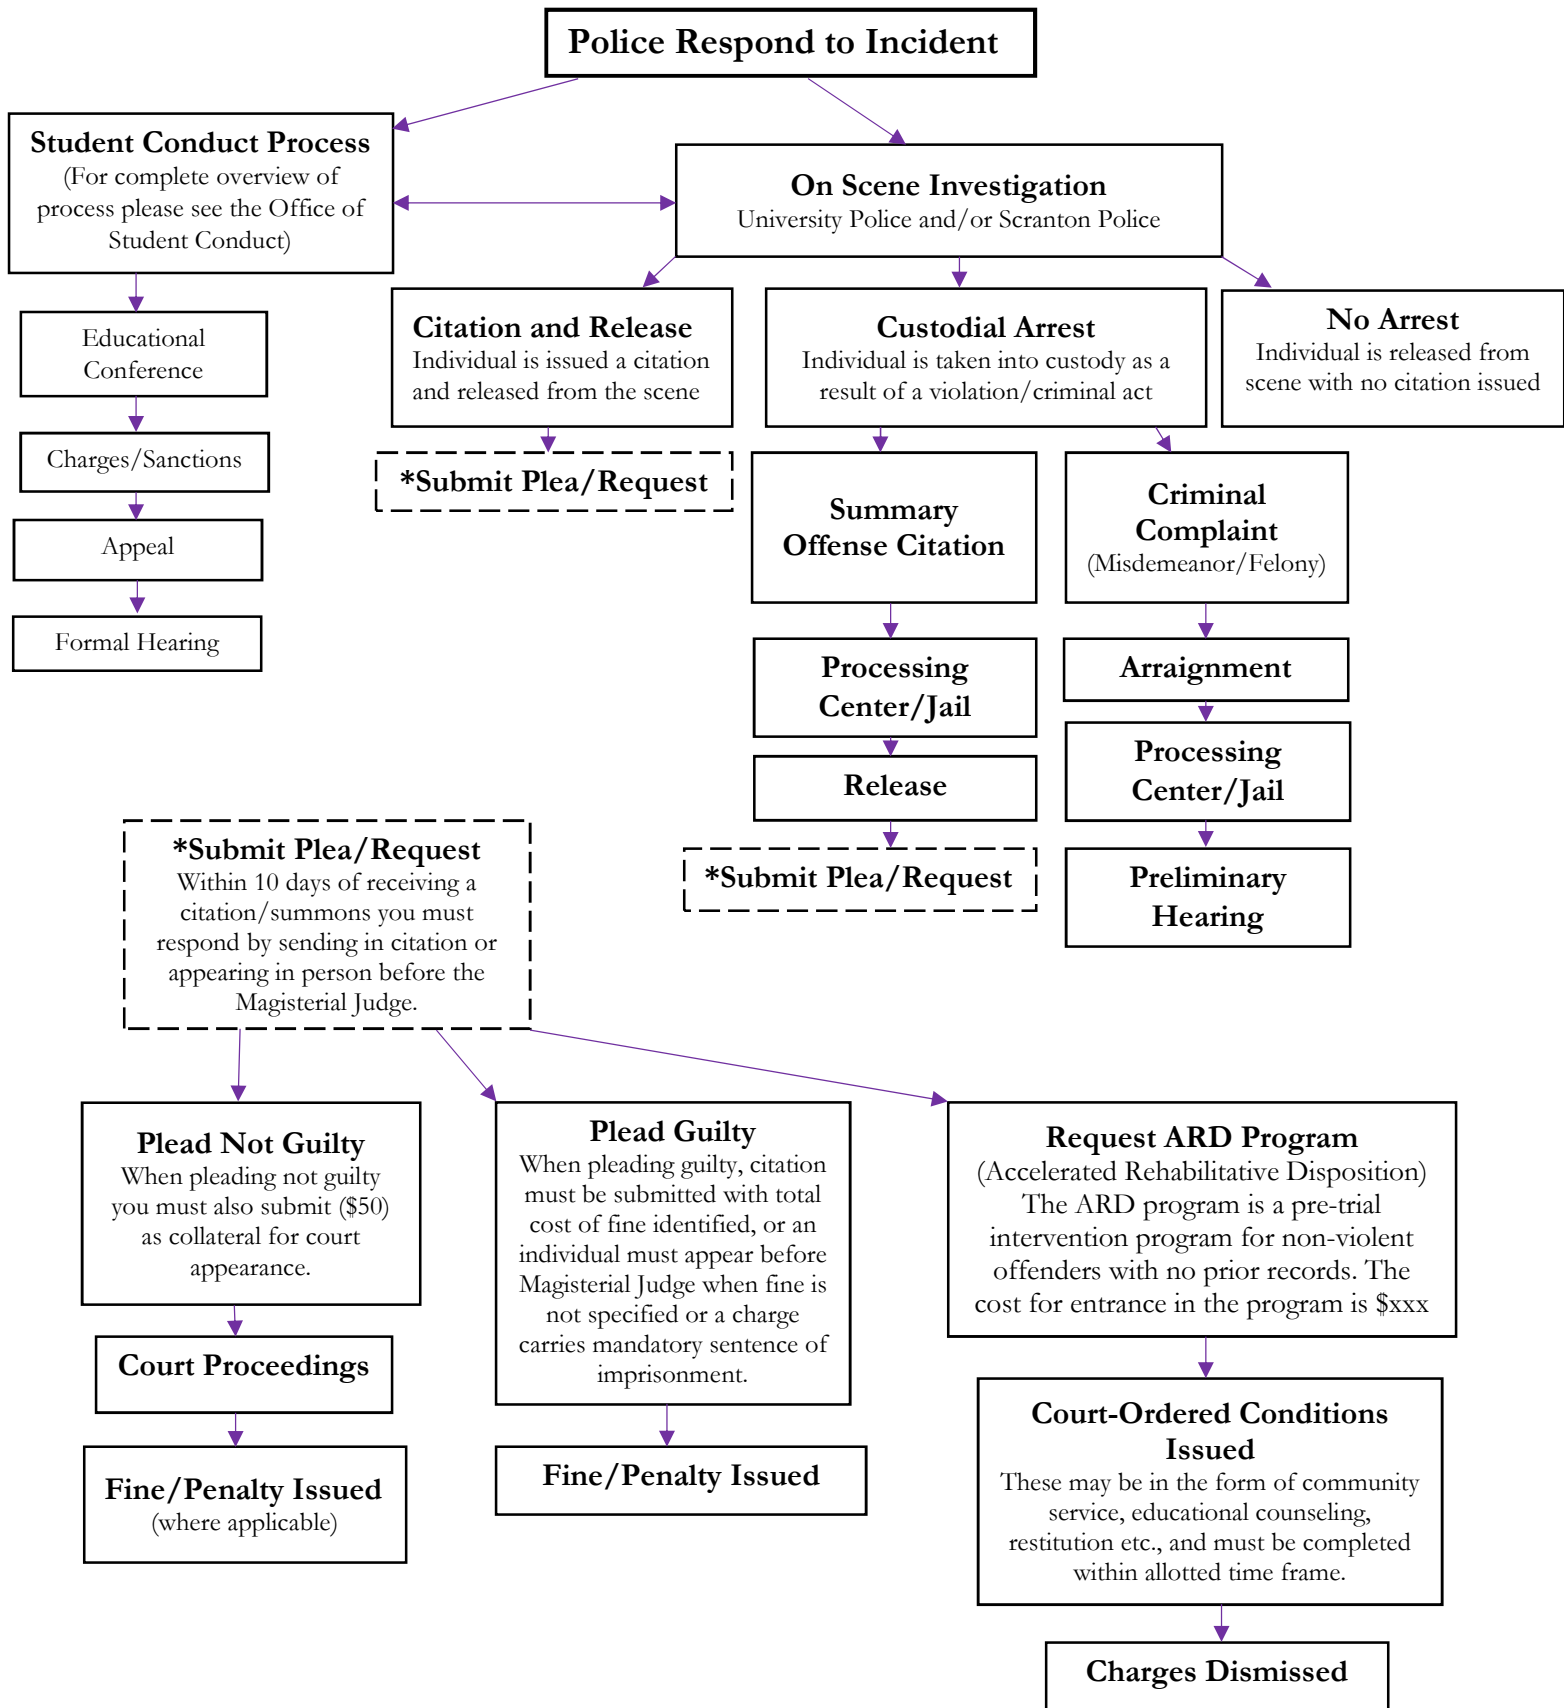 Police Respond to Incident
Student Conduct Process
(For complete overview of
process please see the Office of
Student Conduct)
On Scene Investigation
University Police and/or Scranton Police
Educational
Conference
Charges/Sanctions
Appeal
Formal Hearing
Citation and Release
Individual is issued a citation
and released from the scene
*Submit Plea/Request
Custodial Arrest
Individual is taken into custody as a
result of a violation/criminal act
No Arrest
Individual is released from
scene with no citation issued
Summary
Offense Citation
Processing
Center/Jail
Release
*Submit Plea/Request
Criminal
Complaint
(Misdemeanor/Felony)
Arraignment
Processing
Center/Jail
Preliminary
Hearing
*Submit Plea/Request
Within 10 days of receiving a
citation/summons you must
respond by sending in citation or
appearing in person before the
Magisterial Judge.
Plead Not Guilty
When pleading not guilty
you must also submit ($50)
as collateral for court
appearance.
Court Proceedings
Fine/Penalty Issued
(where applicable)
Plead Guilty
When pleading guilty, citation
must be submitted with total
cost of fine identified, or an
individual must appear before
Magisterial Judge when fine is
not specified or a charge
carries mandatory sentence of
imprisonment.
Fine/Penalty Issued
Request ARD Program
(Accelerated Rehabilitative Disposition)
The ARD program is a pre-trial
intervention program for non-violent
offenders with no prior records. The
cost for entrance in the program is $xxx
Court-Ordered Conditions
Issued
These may be in the form of community
service, educational counseling,
restitution etc., and must be completed
within allotted time frame.
Charges Dismissed